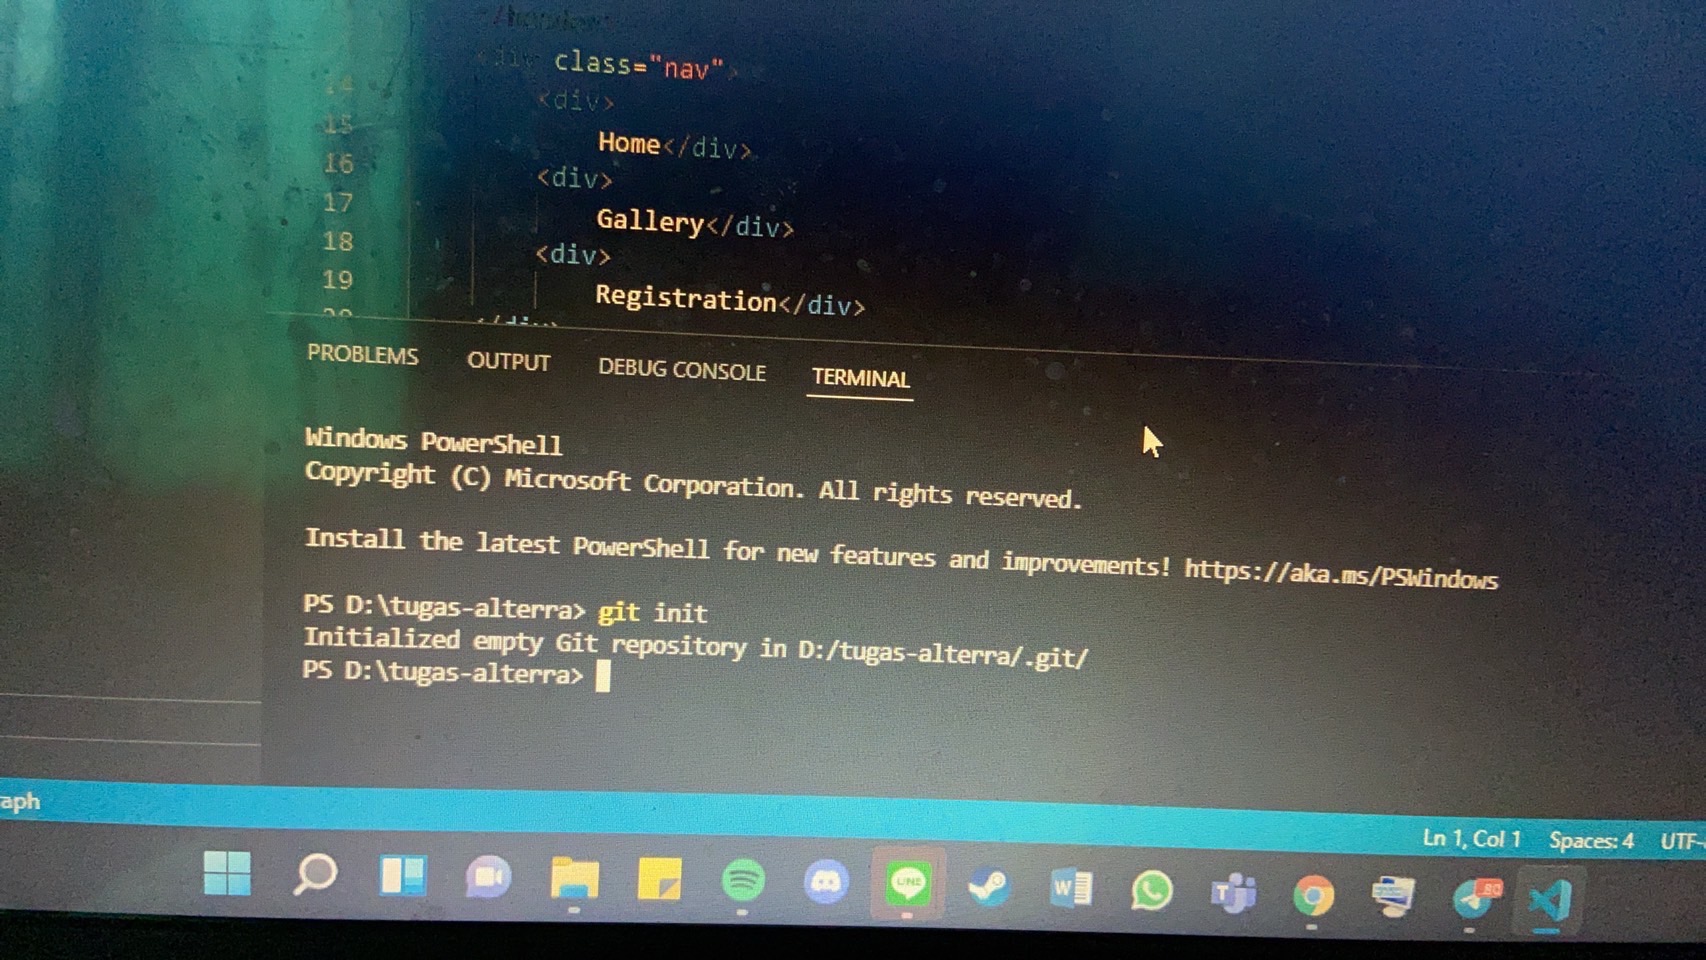 class="nav">
14
<div>
15
Home</div>
16
<div>
17
Gallery</div>
18
<div>
19
Registration</div>
20
</div>
PROBLEMS OUTPUT DEBUG CONSOLE TERMINAL
Windows PowerShell
Copyright (C) Microsoft Corporation. All rights reserved.
Install the latest PowerShell for new features and improvements! https://aka.ms/PSWindows
PS D:\tugas-alterra> git init
Initialized empty Git repository in D:/tugas-alterra/.git/
PS D:\tugas-alterra>
aph
Ln 1, Col 1 Spaces: 4 UTF-
LINE
W
T
80